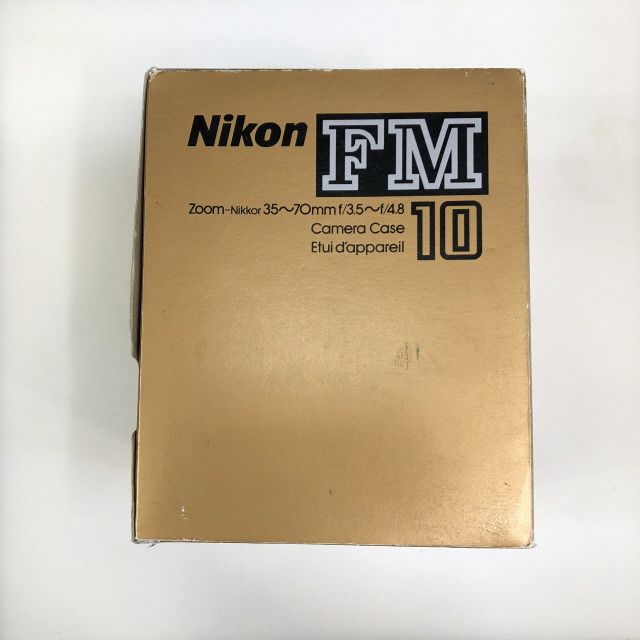 Nikon FM
Zoom-Nikkor 35~70mm f/3.5~f/4.8
Camera Case
Etui d'appareil
10